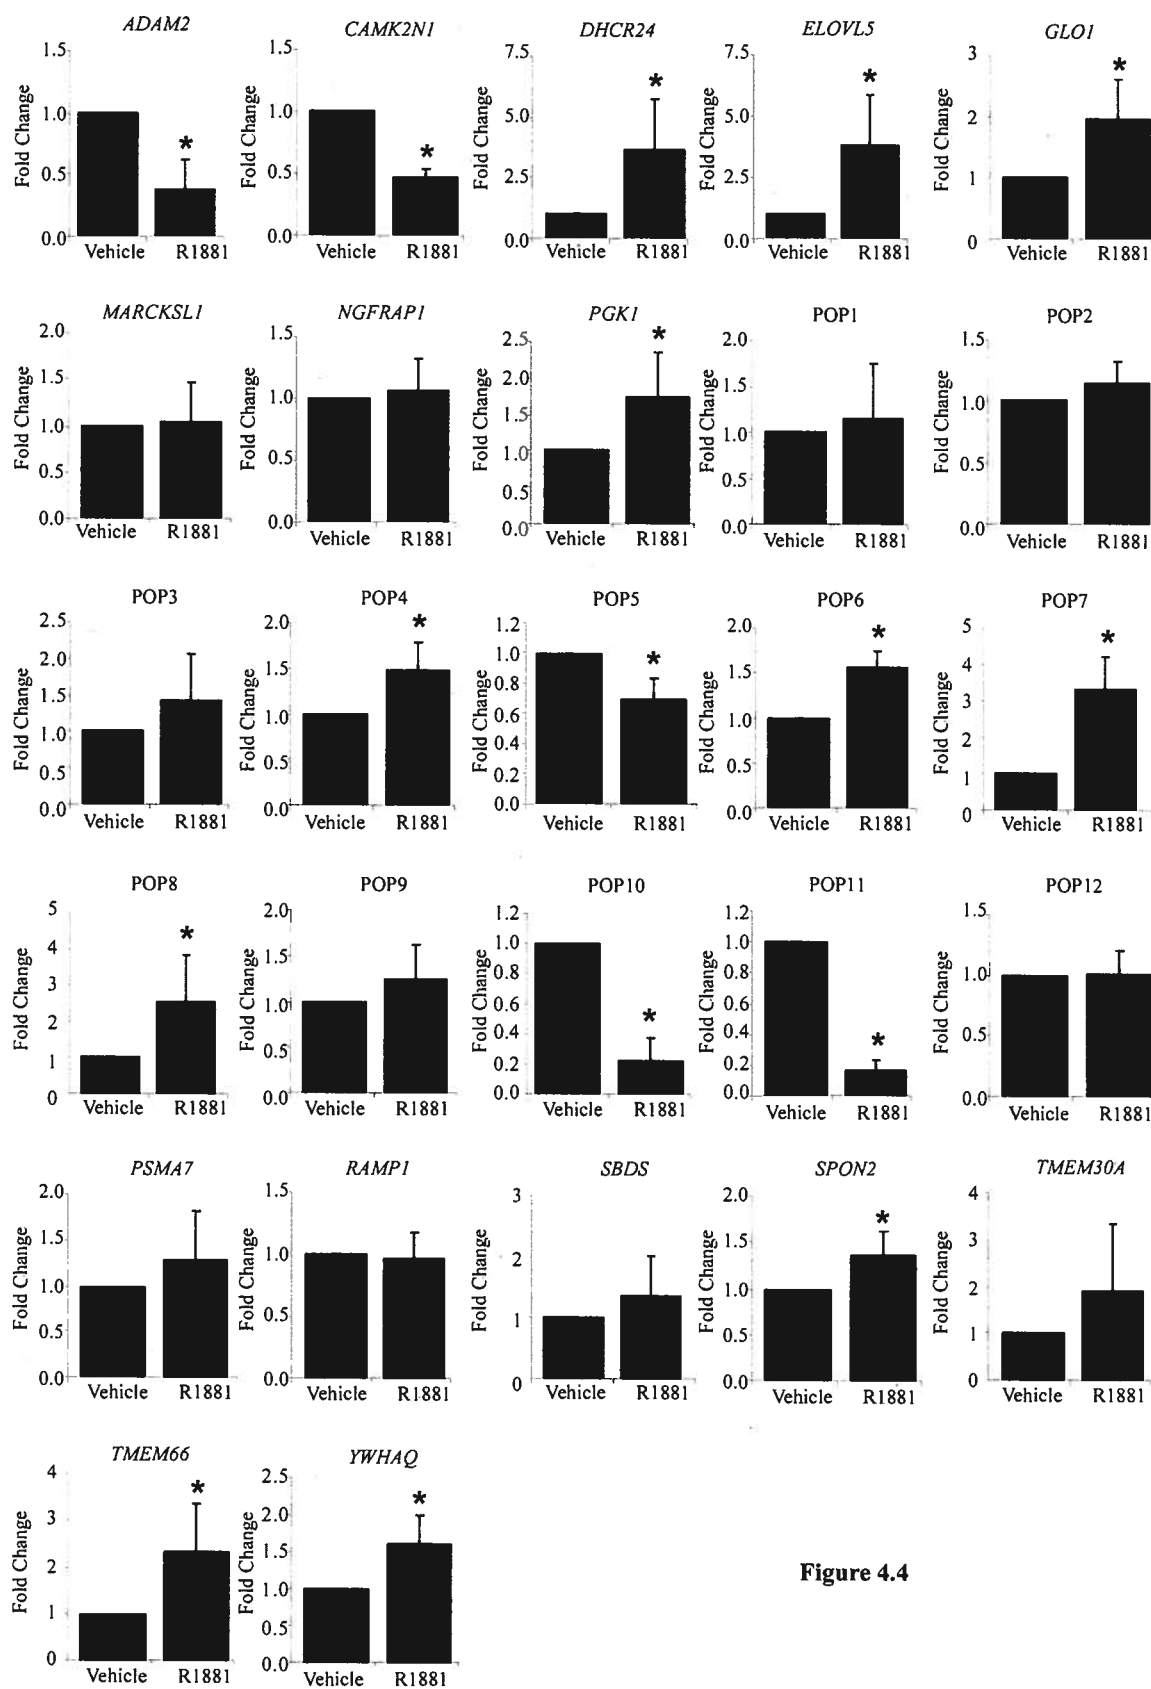 ADAM2
Fold Change
1.5
1.0
0.5
0.0
*
Vehicle R1881
CAMK2N1
Fold Change
1.5
1.0
0.5
0.0
*
Vehicle R1881
DHCR24
Fold Change
7.5
5.0
2.5
0.0
*
Vehicle R1881
ELOVL5
Fold Change
7.5
5.0
2.5
0.0
*
Vehicle R1881
GLO1
Fold Change
3
2
1
0
*
Vehicle R1881
MARCKSL1
Fold Change
2.0
1.5
1.0
0.5
0.0
Vehicle R1881
NGFRAP1
Fold Change
1.5
1.0
0.5
0.0
Vehicle R1881
PGK1
Fold Change
2.5
2.0
1.5
1.0
0.5
0.0
*
Vehicle R1881
POP1
Fold Change
2.0
1.5
1.0
0.5
0.0
Vehicle R1881
POP2
Fold Change
1.5
1.0
0.5
0.0
Vehicle R1881
POP3
Fold Change
2.5
2.0
1.5
1.0
0.5
0.0
Vehicle R1881
POP4
Fold Change
2.0
1.5
1.0
0.5
0.0
*
Vehicle R1881
POP5
Fold Change
1.2
1.0
0.8
0.6
0.4
0.2
0.0
*
Vehicle R1881
POP6
Fold Change
2.0
1.5
1.0
0.5
0.0
*
Vehicle R1881
POP7
Fold Change
5
4
3
2
1
0
*
Vehicle R1881
POP8
Fold Change
5
4
3
2
1
0
*
Vehicle R1881
POP9
Fold Change
2.0
1.5
1.0
0.5
0.0
Vehicle R1881
POP10
Fold Change
1.2
1.0
0.8
0.6
0.4
0.2
0.0
*
Vehicle R1881
POP11
Fold Change
1.2
1.0
0.8
0.6
0.4
0.2
0.0
*
Vehicle R1881
POP12
Fold Change
1.5
1.0
0.5
0.0
Vehicle R1881
PSMA7
Fold Change
2.0
1.5
1.0
0.5
0.0
Vehicle R1881
RAMP1
Fold Change
1.5
1.0
0.5
0.0
Vehicle R1881
SBDS
Fold Change
3
2
1
0
Vehicle R1881
SPON2
Fold Change
2.0
1.5
1.0
0.5
0.0
*
Vehicle R1881
TMEM30A
Fold Change
4
3
2
1
0
Vehicle R1881
TMEM66
Fold Change
4
3
2
1
0
*
Vehicle R1881
YWHAQ
Fold Change
2.5
2.0
1.5
1.0
0.5
0.0
*
Vehicle R1881
Figure 4.4